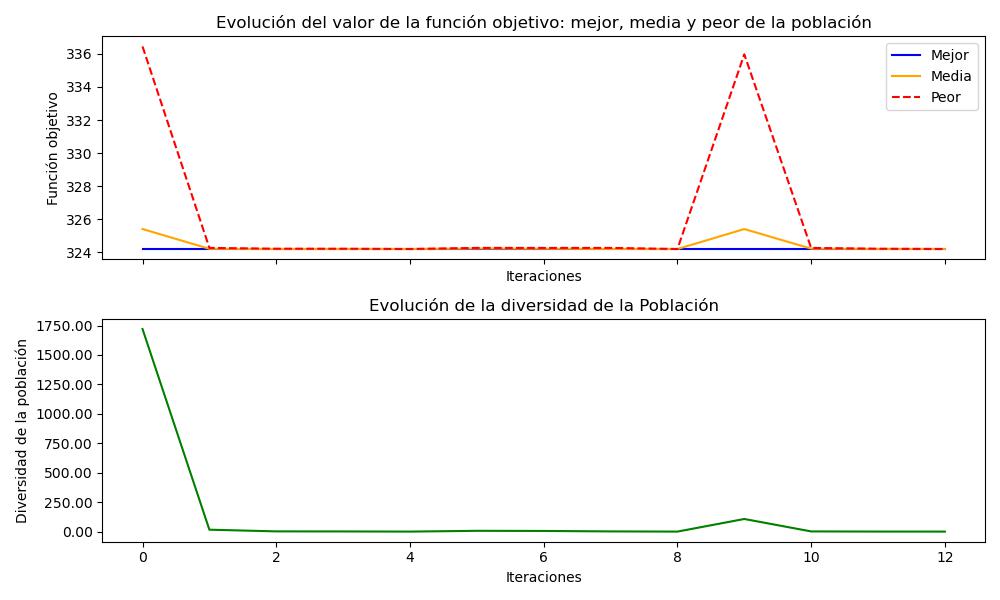 Evolución del valor de la función objetivo: mejor, media y peor de la población
Función objetivo
336
334
332
330
328
326
324
Mejor
Media
Peor
Iteraciones
Evolución de la diversidad de la Población
Diversidad de la población
1750.00
1500.00
1250.00
1000.00
750.00
500.00
250.00
0.00
0 2 4 6 8 10 12
Iteraciones